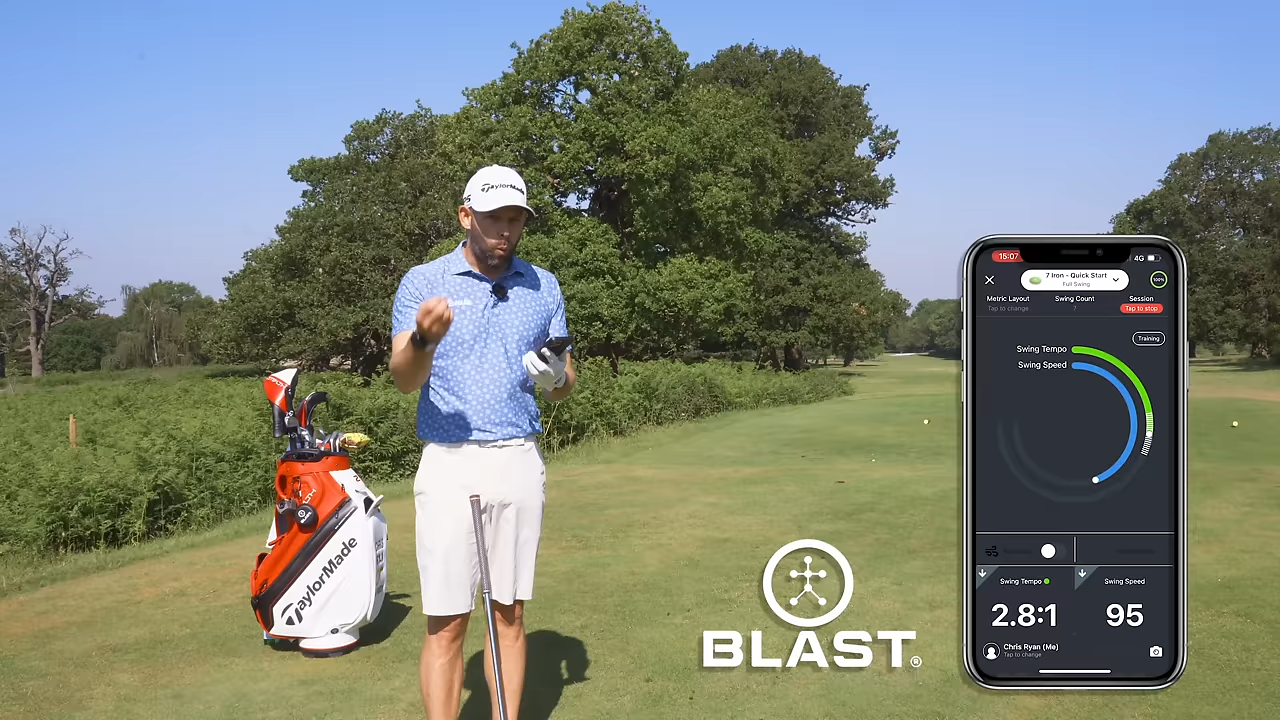 TaylorMade
TaylorMade
BLAST®
15:07
4G
7 Iron - Quick Start
Full Swing
100%
Metric Layout
Tap to change
Swing Count
?
Session
Tap to stop
Training
Swing Tempo
Swing Speed
Swing Tempo
2.8:1
Swing Speed
95
Chris Ryan (Me)
Tap to change